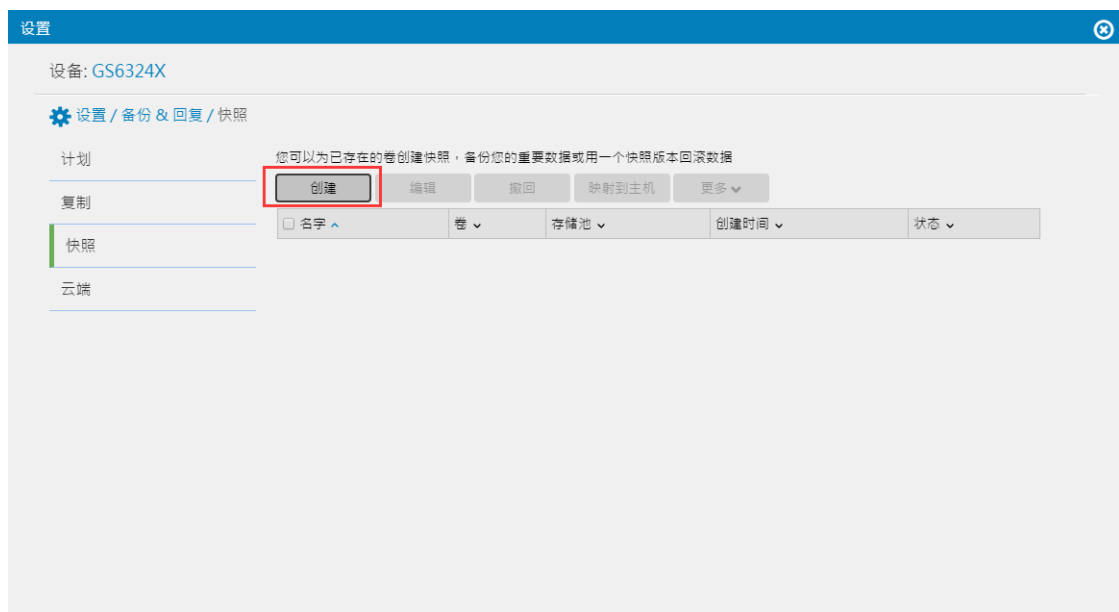 设置
设备: GS6324X
设置 / 备份 & 回复 / 快照
计划
复制
快照
云端
您可以为已存在的卷创建快照，备份您的重要数据或用一个快照版本回滚数据
创建 编辑 撤回 映射到主机 更多
名字 卷 存储池 创建时间 状态